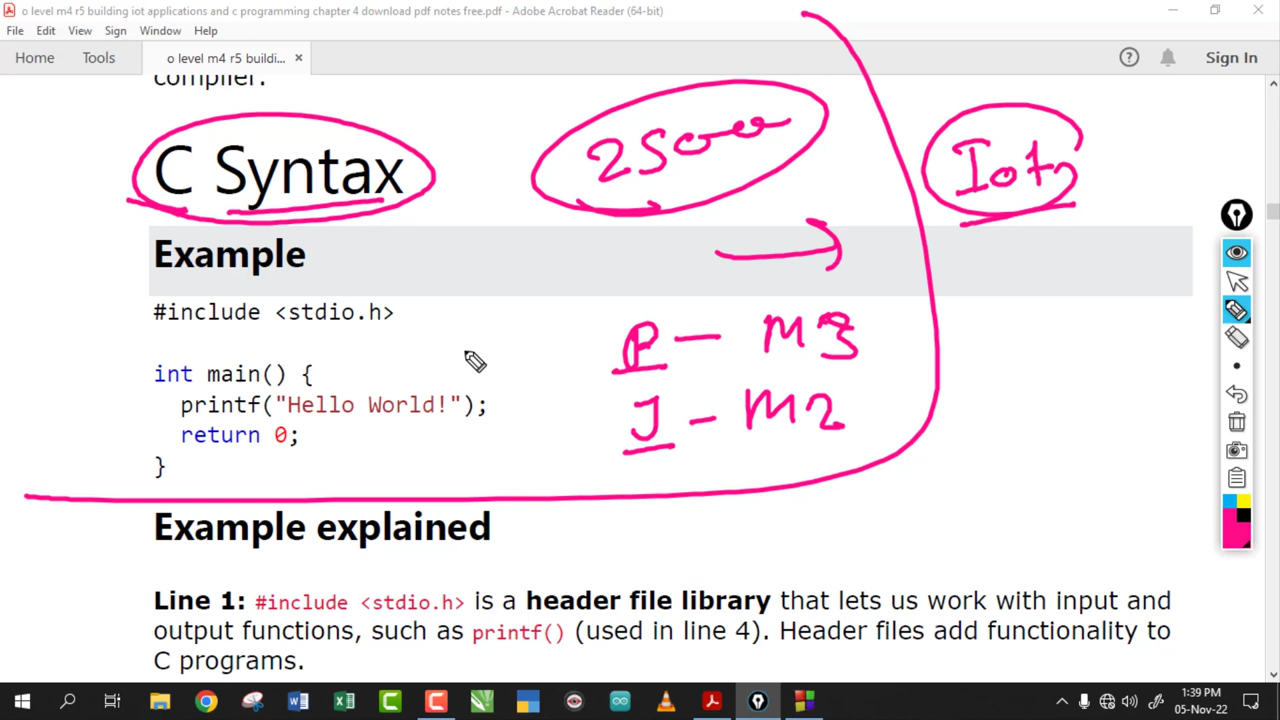 o level m4 r5 building iot applications and c programming chapter 4 download pdf notes free.pdf - Adobe Acrobat Reader (64-bit)
File Edit View Sign Window Help
Home Tools o level m4 r5 buildi... × Sign In
compiler.
C Syntax
Iot
Example
#include <stdio.h>
P - M3
int main() {
printf("Hello World!");
J - M2
return 0;
}
Example explained
Line 1: #include <stdio.h> is a header file library that lets us work with input and
output functions, such as printf() (used in line 4). Header files add functionality to
C programs.
1:39 PM
05-Nov-22